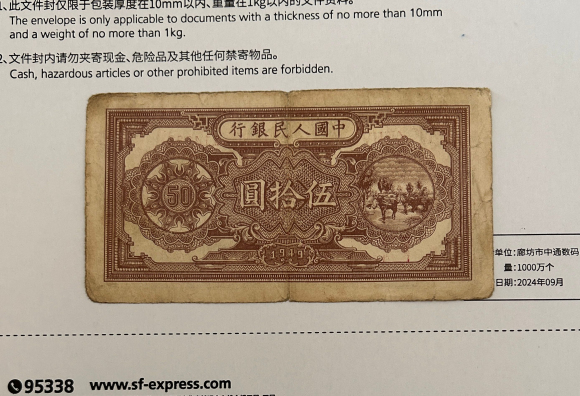 1、此文件封仅限于包装厚度在10mm以内、重量在1kg以内的文件资料。
The envelope is only applicable to documents with a thickness of no more than 10mm
and a weight of no more than 1kg.
2、文件封内请勿夹寄现金、危险品及其他任何禁寄物品。
Cash, hazardous articles or other prohibited items are forbidden.
行銀民人國中
50
圓拾伍
1949
单位:廊坊市中通数码
量:1000万个
日期:2024年09月
95338 www.sf-express.com